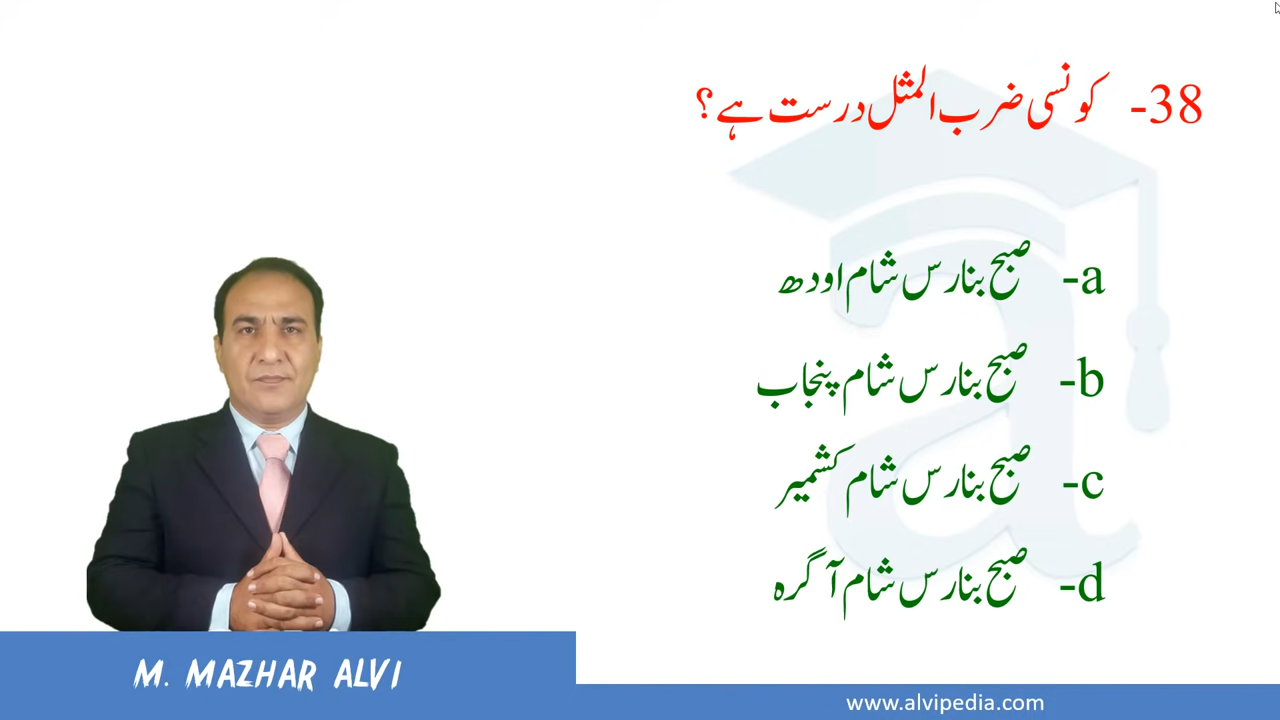 38- کونسی ضرب المثل درست ہے؟
a- صبح بنارس شام اودھ
b- صبح بنارس شام پنجاب
c- صبح بنارس شام کشمیر
d- صبح بنارس شام آگرہ
M. MAZHAR ALVI
www.alvipedia.com